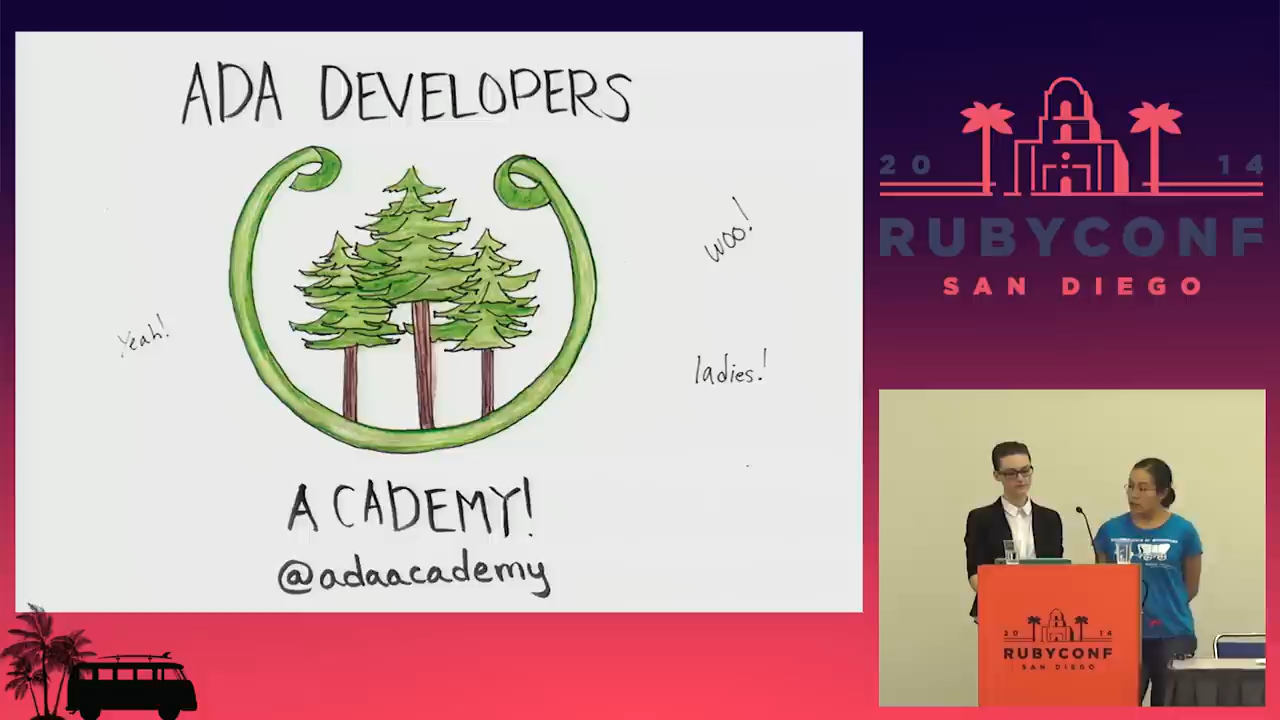 ADA DEVELOPERS
woo!
yeah!
ladies!
ACADEMY!
@adaacademy
20 14
RUBYCONF
SAN DIEGO
20 14
RUBYCONF
SAN DIEGO